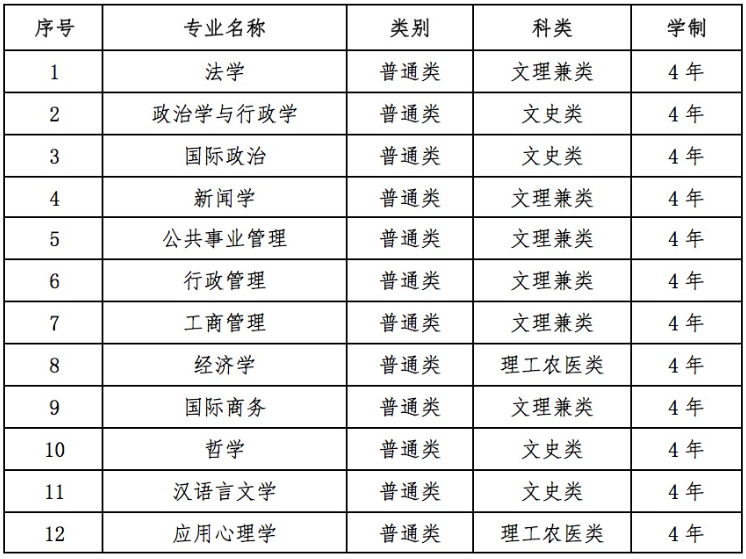 序号 专业名称 类别 科类 学制
1 法学 普通类 文理兼类 4 年
2 政治学与行政学 普通类 文史类 4 年
3 国际政治 普通类 文史类 4 年
4 新闻学 普通类 文理兼类 4 年
5 公共事业管理 普通类 文理兼类 4 年
6 行政管理 普通类 文理兼类 4 年
7 工商管理 普通类 文理兼类 4 年
8 经济学 普通类 理工农医类 4 年
9 国际商务 普通类 文理兼类 4 年
10 哲学 普通类 文史类 4 年
11 汉语言文学 普通类 文史类 4 年
12 应用心理学 普通类 理工农医类 4 年